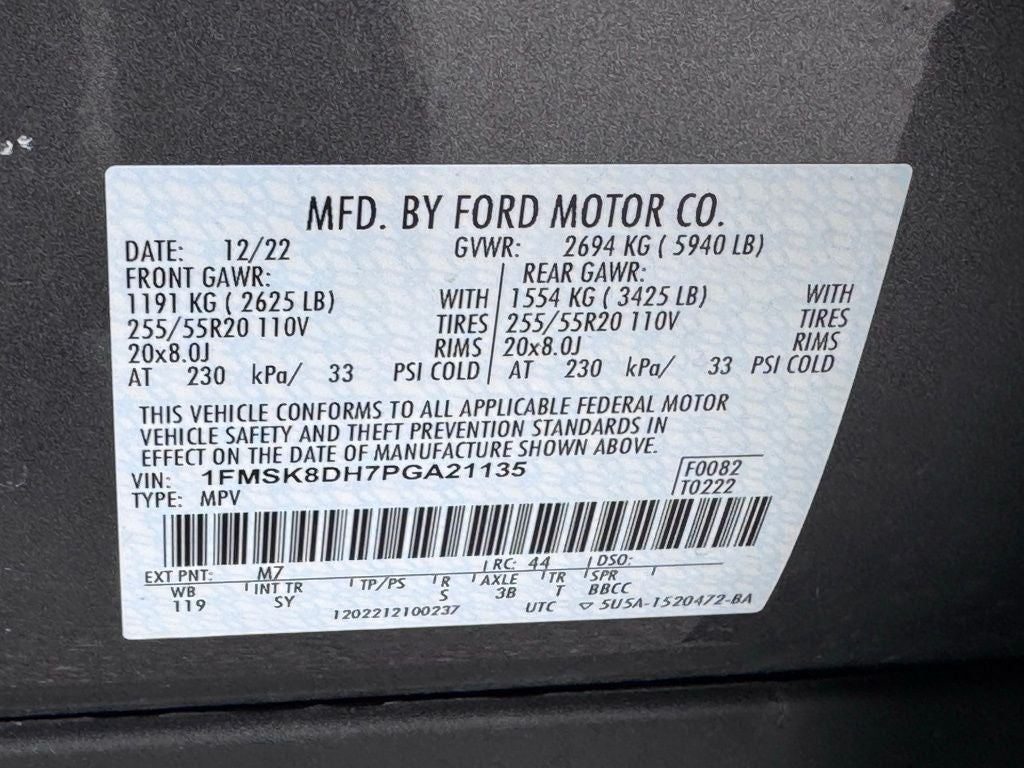 MFD. BY FORD MOTOR CO.
DATE: 12/22 GVWR: 2694 KG ( 5940 LB)
FRONT GAWR: REAR GAWR:
1191 KG ( 2625 LB) WITH 1554 KG ( 3425 LB) WITH
255/55R20 110V TIRES 255/55R20 110V TIRES
20x8.0J RIMS 20x8.0J RIMS
AT 230 kPa/ 33 PSI COLD AT 230 kPa/ 33 PSI COLD
THIS VEHICLE CONFORMS TO ALL APPLICABLE FEDERAL MOTOR
VEHICLE SAFETY AND THEFT PREVENTION STANDARDS IN
EFFECT ON THE DATE OF MANUFACTURE SHOWN ABOVE.
VIN: 1FMSK8DH7PGA21135 F0082
TYPE: MPV T0222
EXT PNT: M7 RC: 44 DSO:
WB INT TR TP/PS R AXLE TR SPR
119 SY S 3B T BBCC
1202212100237 UTC ▽ 5U5A-1520472-BA